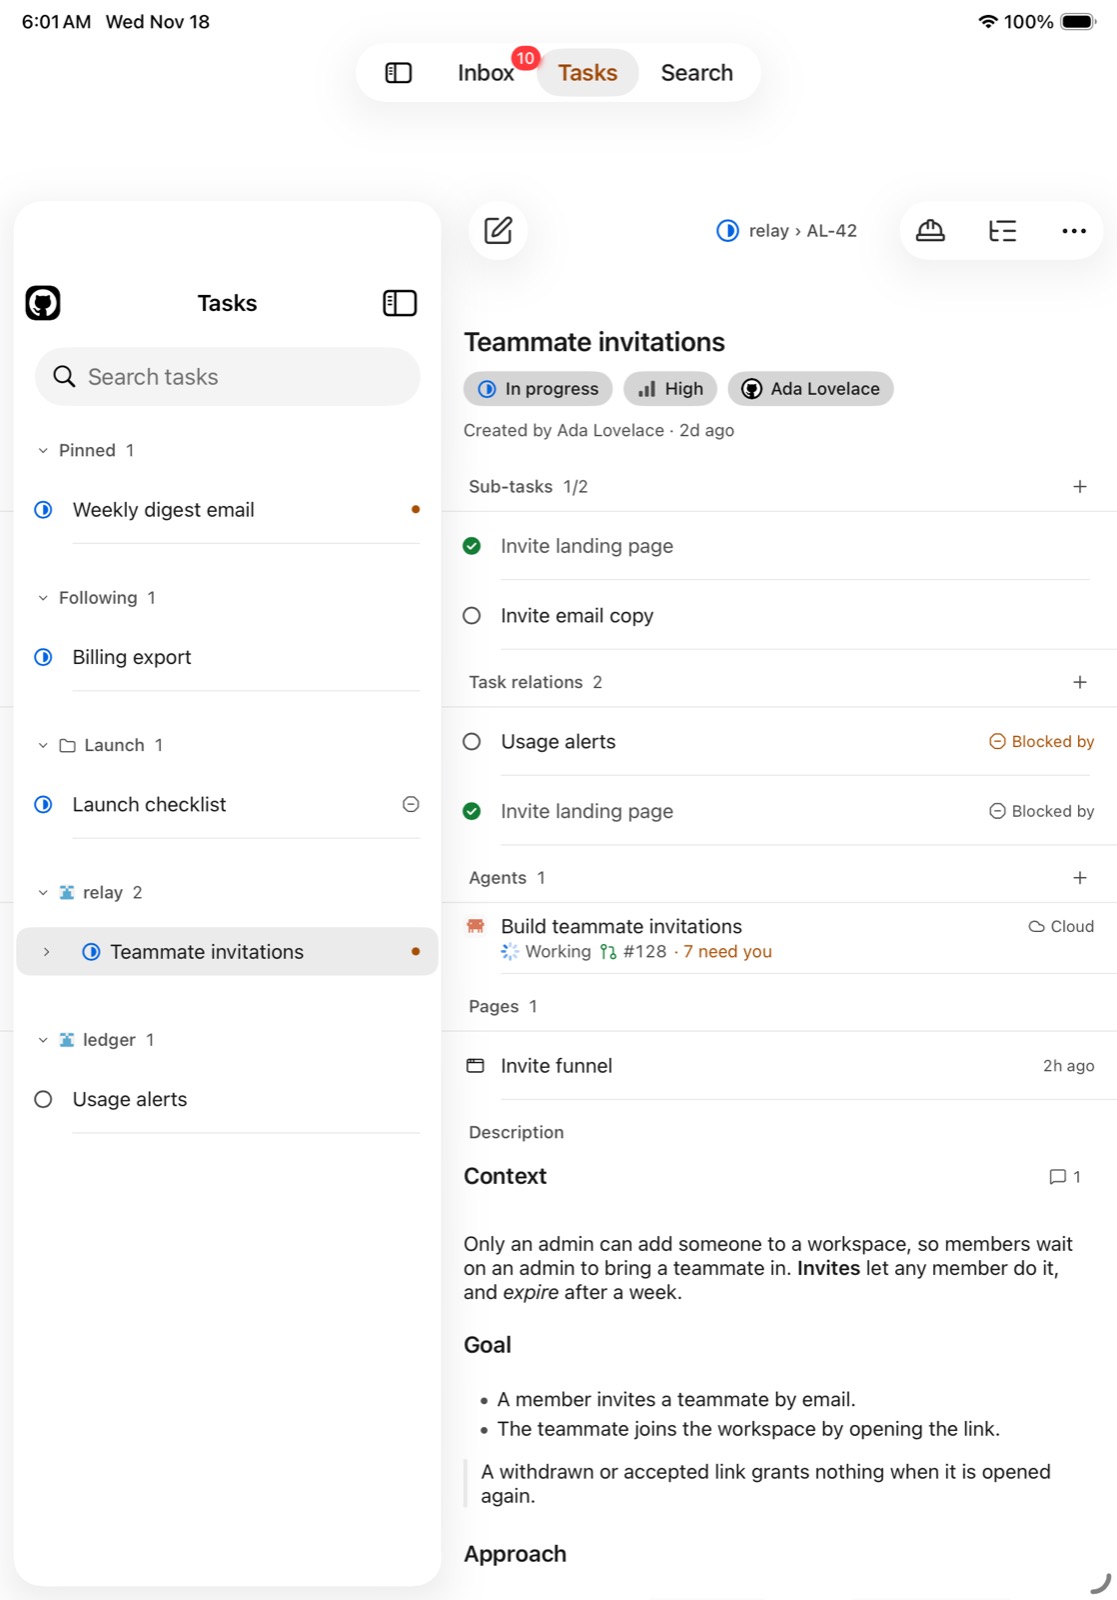 6:01 AM Wed Nov 18
100%
Inbox
10
Tasks
Search
Tasks
Search tasks
Pinned 1
Weekly digest email
Following 1
Billing export
Launch 1
Launch checklist
relay 2
Teammate invitations
ledger 1
Usage alerts
relay › AL-42
Teammate invitations
In progress
High
Ada Lovelace
Created by Ada Lovelace · 2d ago
Sub-tasks 1/2
Invite landing page
Invite email copy
Task relations 2
Usage alerts
Blocked by
Invite landing page
Blocked by
Agents 1
Build teammate invitations
Cloud
Working #128 · 7 need you
Pages 1
Invite funnel
2h ago
Description
Context
1
Only an admin can add someone to a workspace, so members wait
on an admin to bring a teammate in. Invites let any member do it,
and expire after a week.
Goal
• A member invites a teammate by email.
• The teammate joins the workspace by opening the link.
A withdrawn or accepted link grants nothing when it is opened
again.
Approach